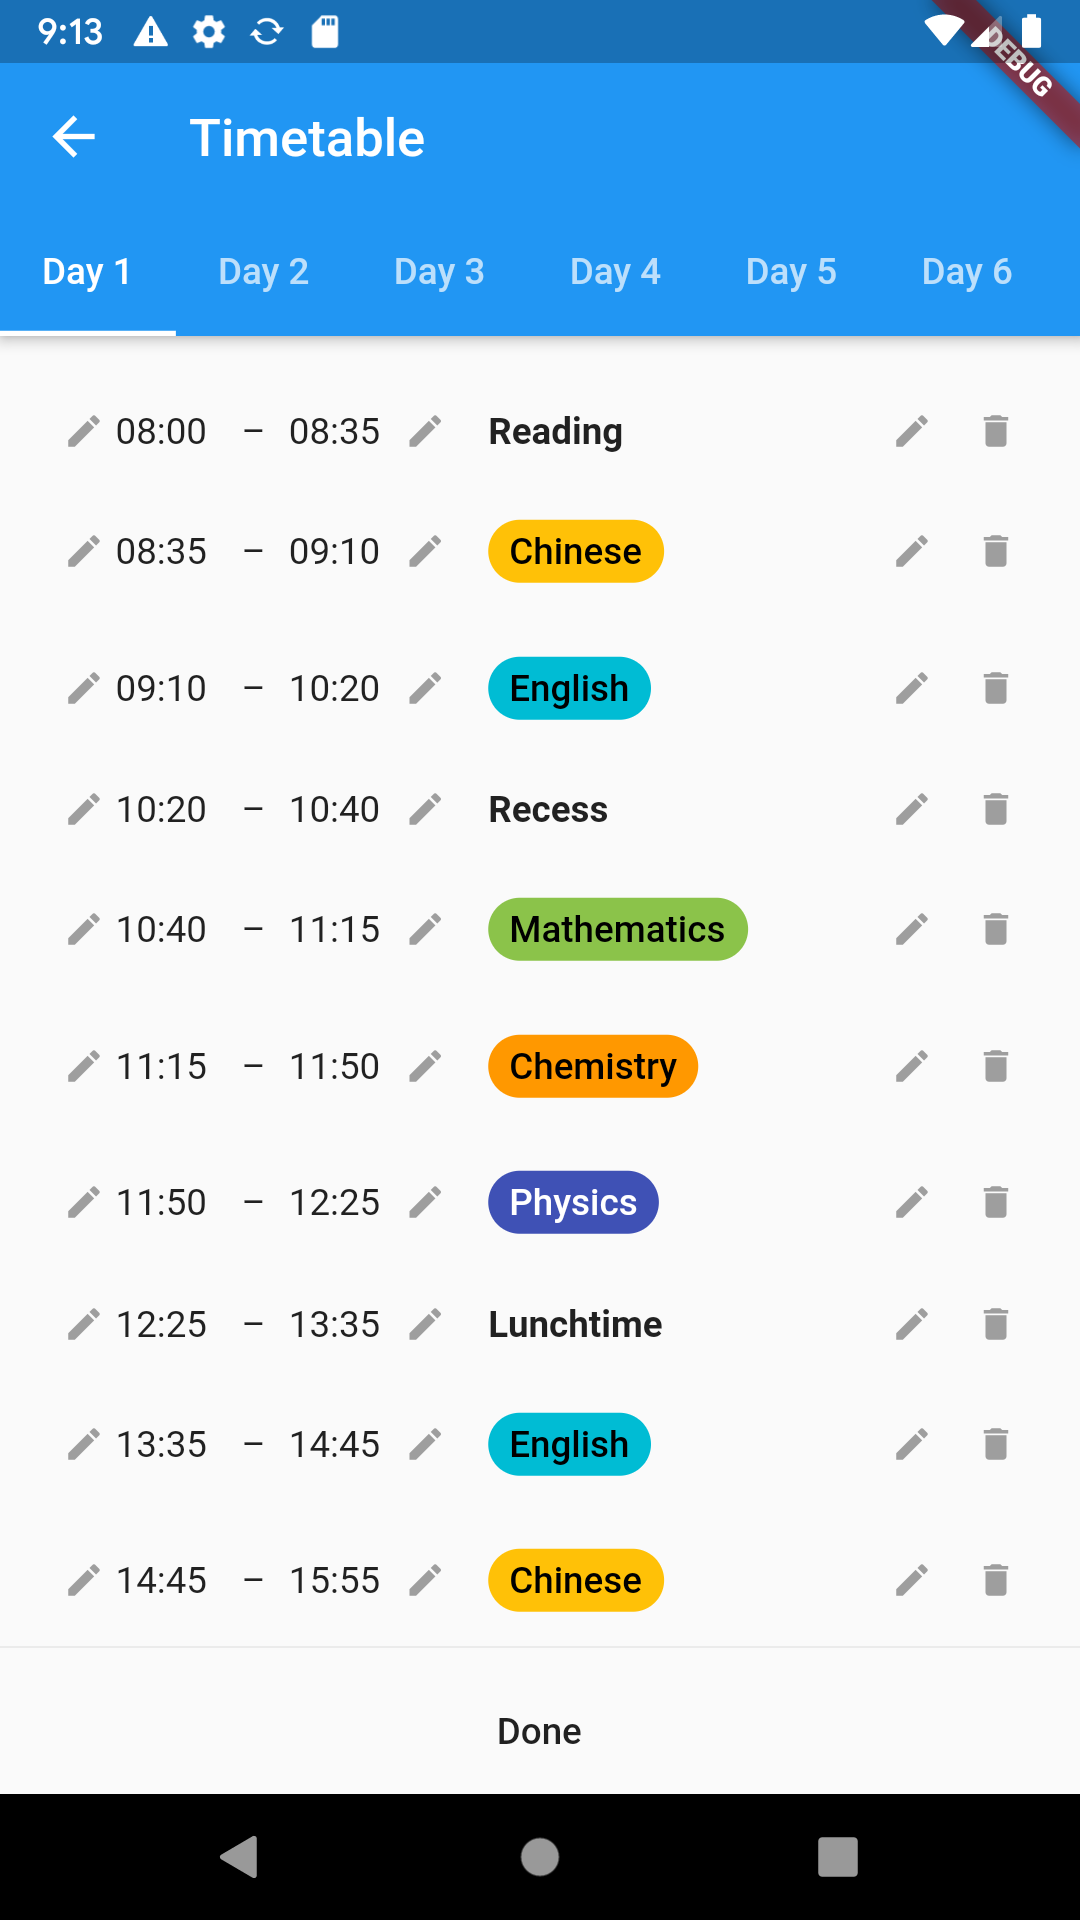 9:13
DEBUG
Timetable
Day 1 Day 2 Day 3 Day 4 Day 5 Day 6
08:00 – 08:35 Reading
08:35 – 09:10 Chinese
09:10 – 10:20 English
10:20 – 10:40 Recess
10:40 – 11:15 Mathematics
11:15 – 11:50 Chemistry
11:50 – 12:25 Physics
12:25 – 13:35 Lunchtime
13:35 – 14:45 English
14:45 – 15:55 Chinese
Done